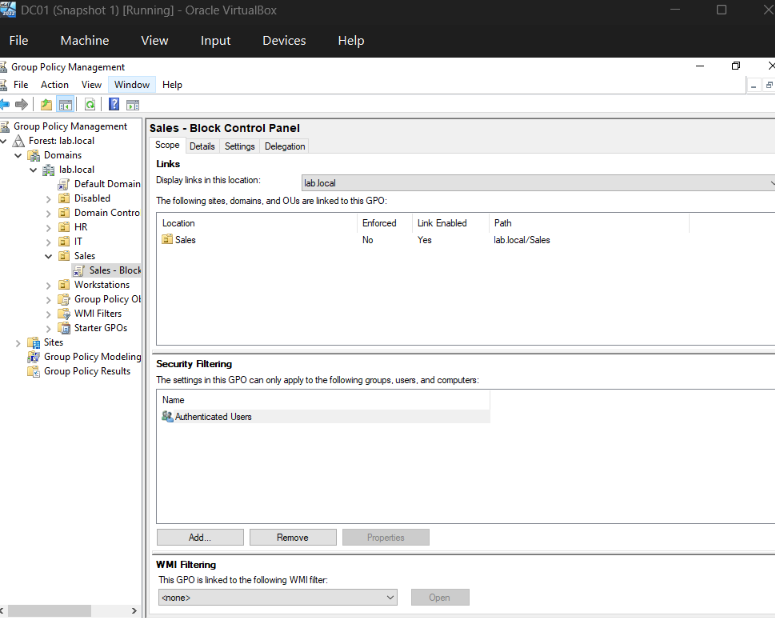 DC01 (Snapshot 1) [Running] - Oracle VirtualBox
File Machine View Input Devices Help
Group Policy Management
File Action View Window Help
Group Policy Management
Forest: lab.local
Domains
lab.local
Default Domain
Disabled
Domain Contro
HR
IT
Sales
Sales - Block
Workstations
Group Policy Ob
WMI Filters
Starter GPOs
Sites
Group Policy Modeling
Group Policy Results
Sales - Block Control Panel
Scope Details Settings Delegation
Links
Display links in this location: lab.local
The following sites, domains, and OUs are linked to this GPO:
Location Enforced Link Enabled Path
Sales No Yes lab.local/Sales
Security Filtering
The settings in this GPO can only apply to the following groups, users, and computers:
Name
Authenticated Users
Add... Remove Properties
WMI Filtering
This GPO is linked to the following WMI filter:
<none> Open